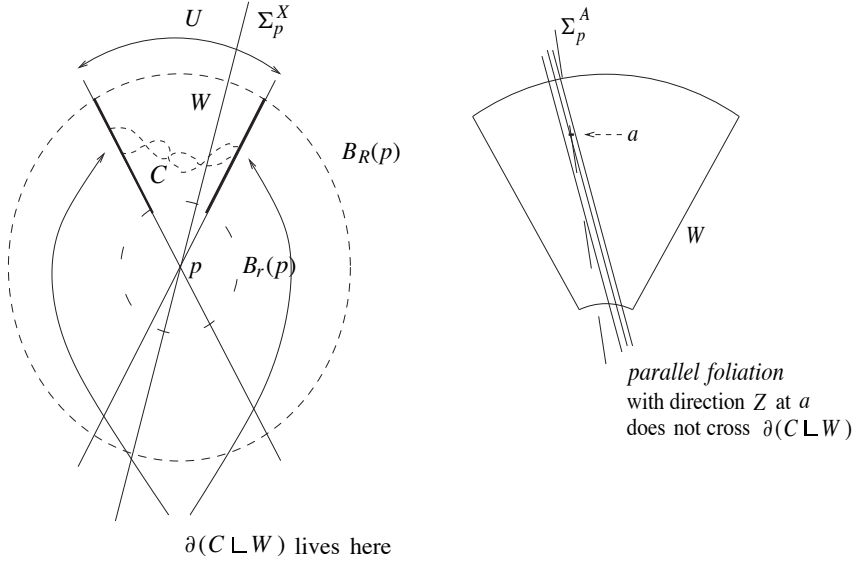 U
Σ_p^X
W
B_R(p)
C
B_r(p)
p
∂(C ⌞ W) lives here
Σ_p^A
a
W
parallel foliation
with direction Z at a
does not cross ∂(C ⌞ W)